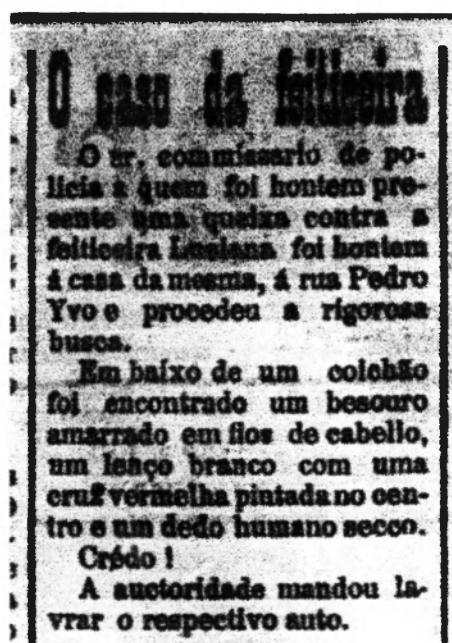 O caso da feiticeira
O sr. commissario de po-
licia a quem foi hontem pre-
sente uma queixa contra a
feiticeira Luciana foi hontem
á casa da mesma, á rua Pedro
Yvo e procedeu a rigorosa
busca.
Em baixo de um colchão
foi encontrado um besouro
amarrado em fios de cabello,
um lenço branco com uma
cruz vermelha pintada no cen-
tro e um dedo humano secco.
Crédo !
A auctoridade mandou la-
vrar o respectivo auto.